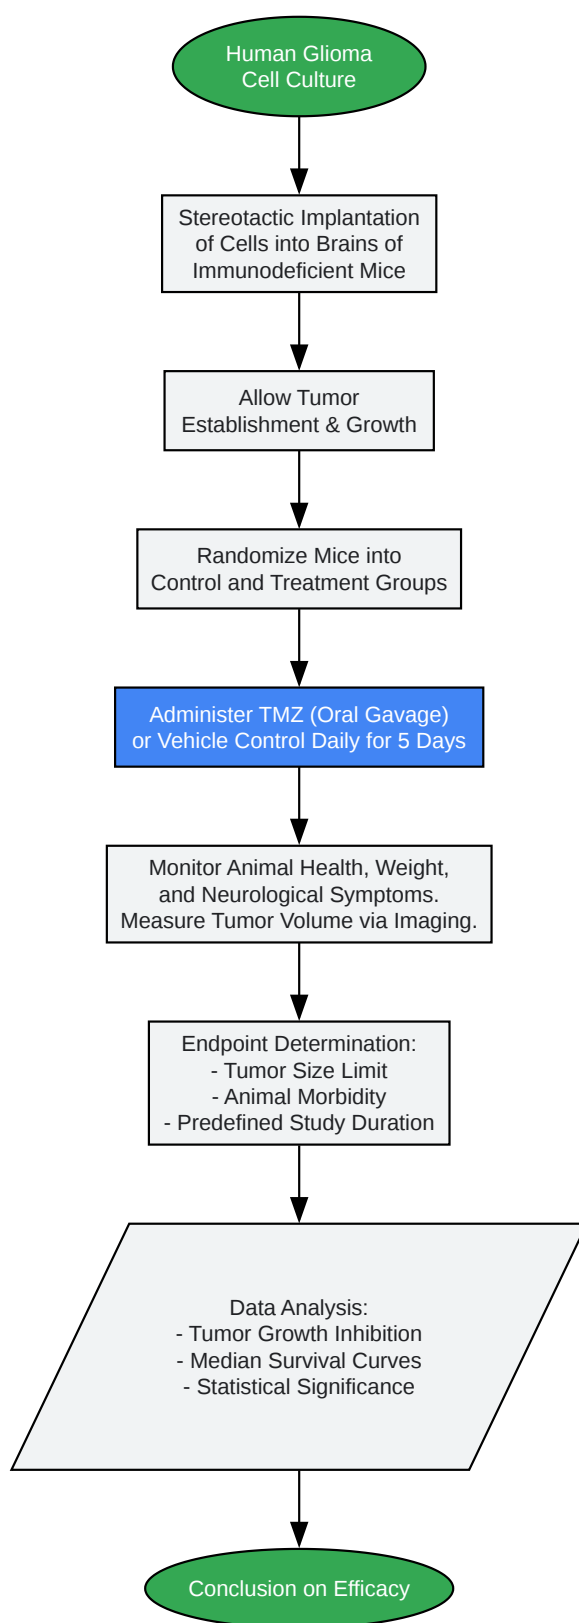 Human Glioma
Cell Culture
Stereotactic Implantation
of Cells into Brains of
Immunodeficient Mice
Allow Tumor
Establishment & Growth
Randomize Mice into
Control and Treatment Groups
Administer TMZ (Oral Gavage)
or Vehicle Control Daily for 5 Days
Monitor Animal Health, Weight,
and Neurological Symptoms.
Measure Tumor Volume via Imaging.
Endpoint Determination:
- Tumor Size Limit
- Animal Morbidity
- Predefined Study Duration
Data Analysis:
- Tumor Growth Inhibition
- Median Survival Curves
- Statistical Significance
Conclusion on Efficacy